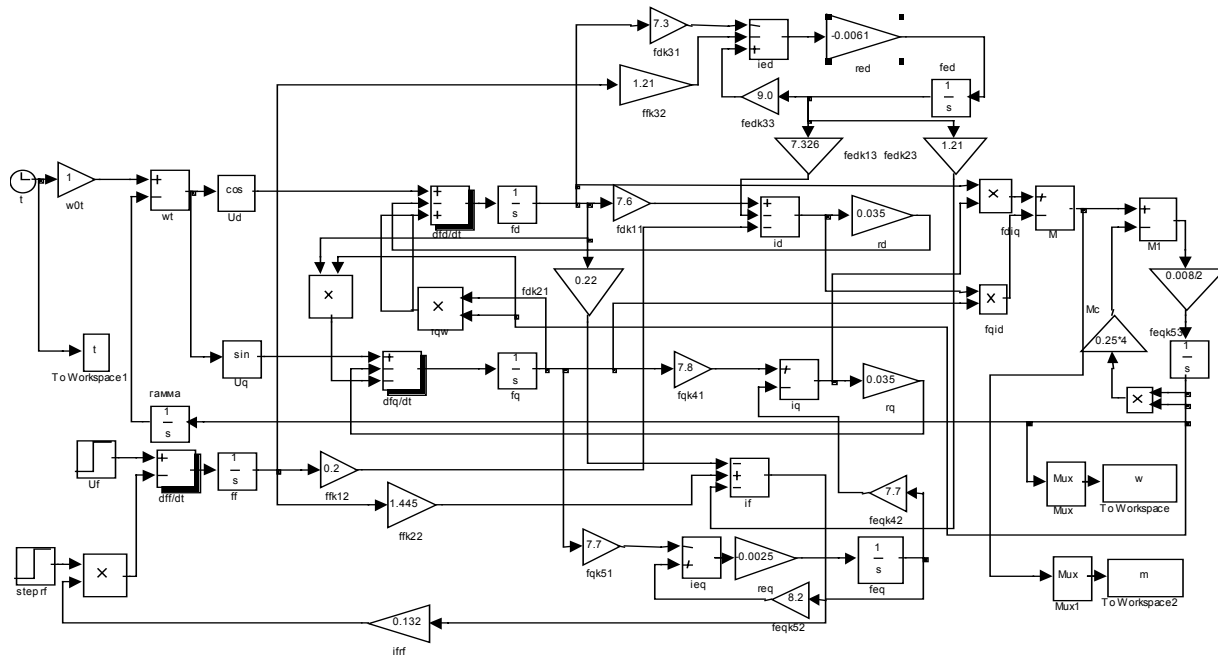 7.3
fdk31
ied
-0.0061
red
1.21
ffk32
9.0
fedk33
fed
1
s
7.326
fedk13
fedk23
1.21
t
1
w0t
wt
cos
Ud
dfd/dt
1
s
fd
7.6
fdk11
id
0.035
rd
×
fdiq
M
M1
0.008/2
×
×
fqw
fdk21
0.22
×
fqid
Mc
0.25*4
feqk53
1
s
×
t
To Workspace1
sin
Uq
dfq/dt
1
s
fq
7.8
fqk41
iq
0.035
rq
гамма
1
s
Uf
dff/dt
1
s
ff
0.2
ffk12
1.445
ffk22
if
7.7
feqk42
Mux
Mux
w
To Workspace
step rf
×
7.7
fqk51
ieq
-0.0025
req
1
s
feq
8.2
feqk52
Mux
Mux1
m
To Workspace2
0.132
ifrf